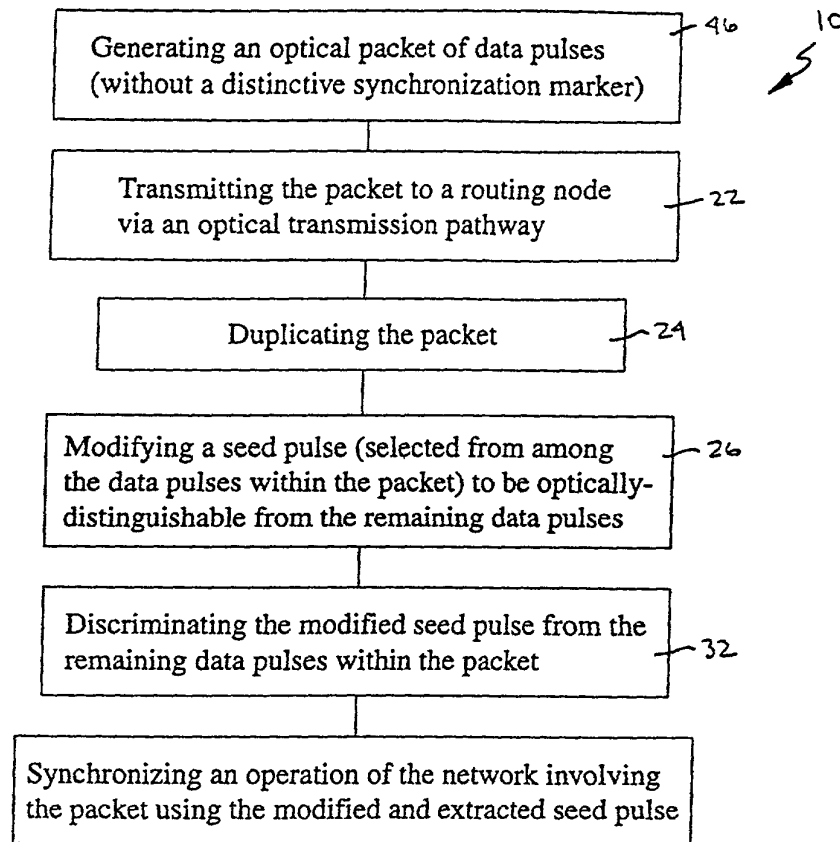 10
Generating an optical packet of data pulses
(without a distinctive synchronization marker)
46
Transmitting the packet to a routing node
via an optical transmission pathway
22
Duplicating the packet
24
Modifying a seed pulse (selected from among
the data pulses within the packet) to be optically-
distinguishable from the remaining data pulses
26
Discriminating the modified seed pulse from the
remaining data pulses within the packet
32
Synchronizing an operation of the network involving
the packet using the modified and extracted seed pulse